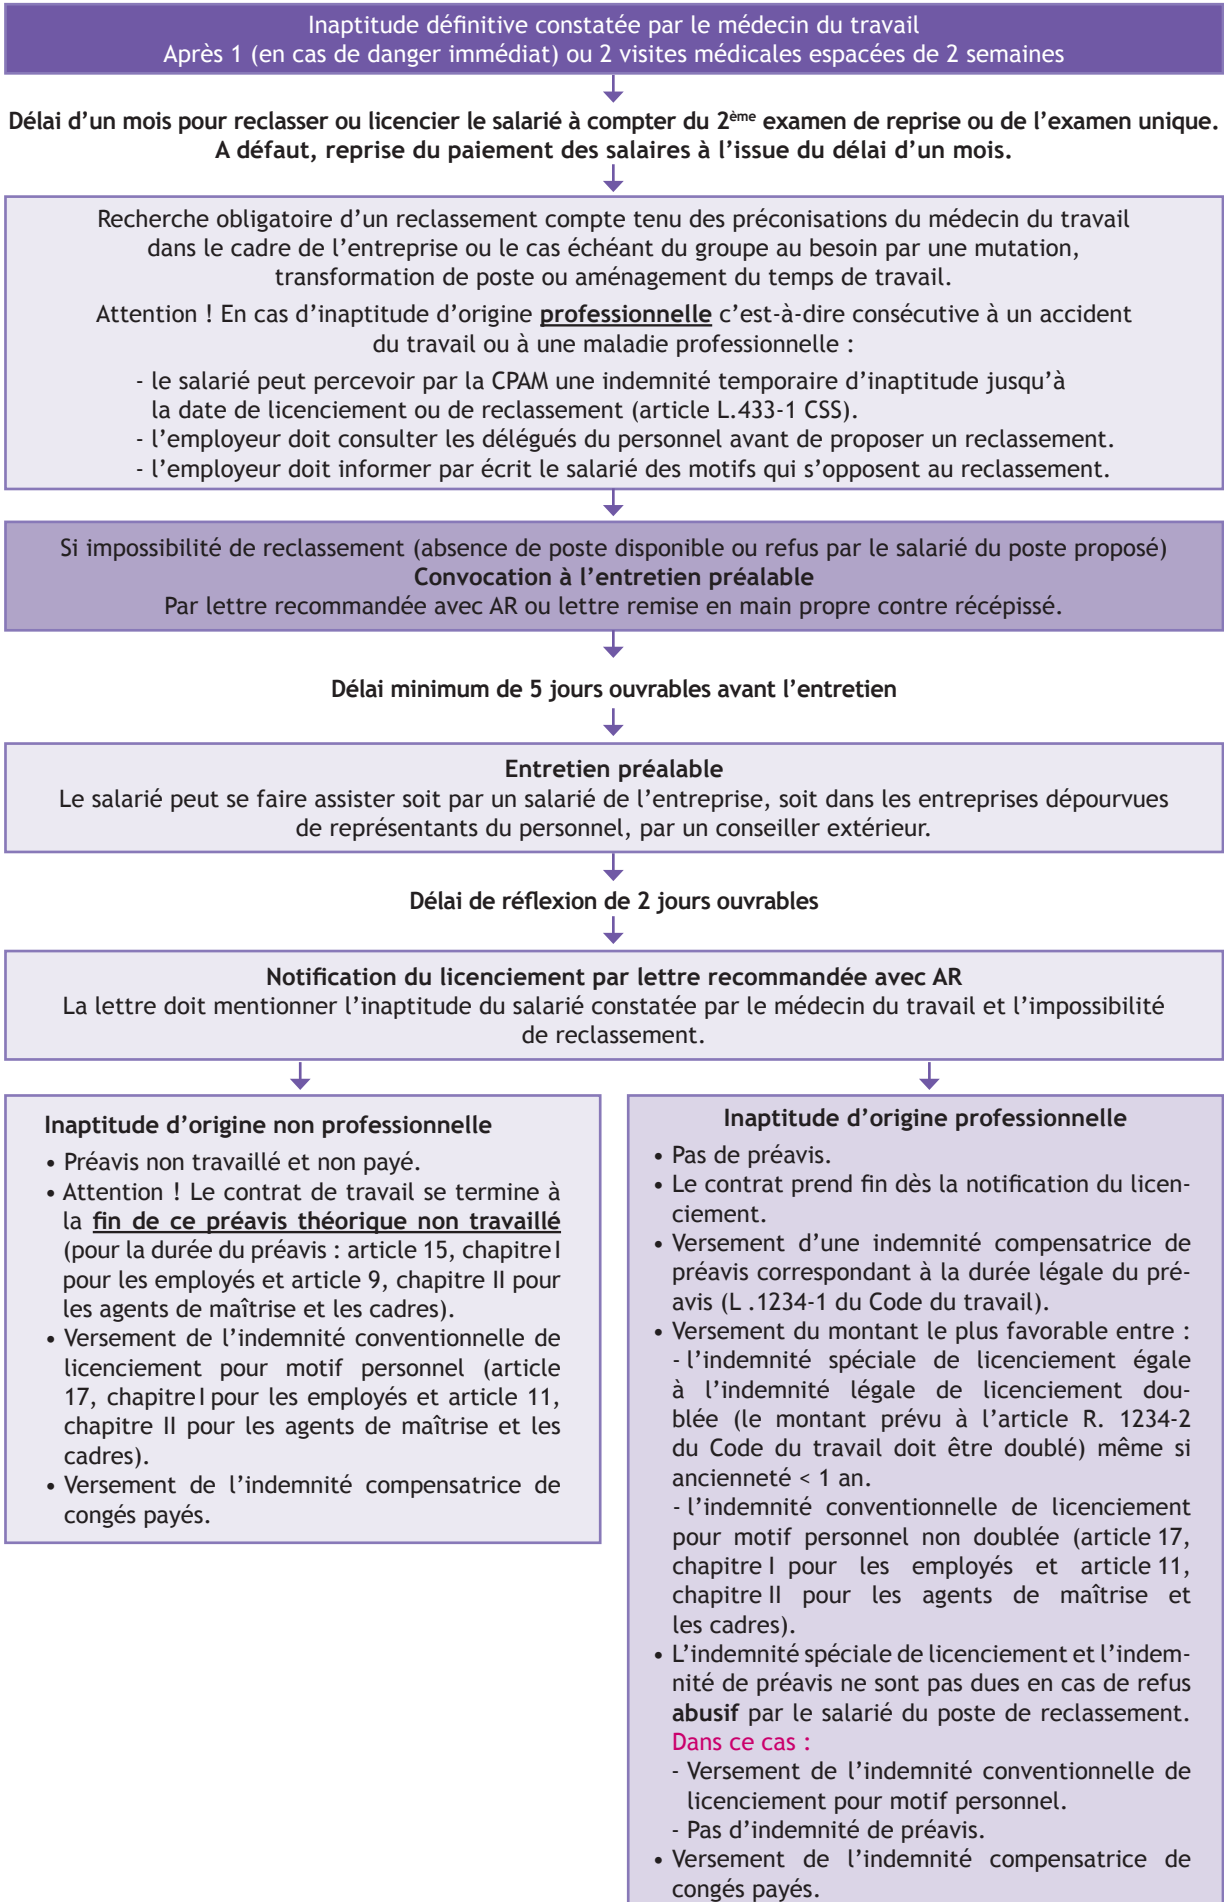 Inaptitude définitive constatée par le médecin du travail
Après 1 (en cas de danger immédiat) ou 2 visites médicales espacées de 2 semaines
Délai d’un mois pour reclasser ou licencier le salarié à compter du 2ème examen de reprise ou de l’examen unique.
A défaut, reprise du paiement des salaires à l’issue du délai d’un mois.
Recherche obligatoire d’un reclassement compte tenu des préconisations du médecin du travail
dans le cadre de l’entreprise ou le cas échéant du groupe au besoin par une mutation,
transformation de poste ou aménagement du temps de travail.
Attention ! En cas d’inaptitude d’origine professionnelle c’est-à-dire consécutive à un accident
du travail ou à une maladie professionnelle :
- le salarié peut percevoir par la CPAM une indemnité temporaire d’inaptitude jusqu’à
la date de licenciement ou de reclassement (article L.433-1 CSS).
- l’employeur doit consulter les délégués du personnel avant de proposer un reclassement.
- l’employeur doit informer par écrit le salarié des motifs qui s’opposent au reclassement.
Si impossibilité de reclassement (absence de poste disponible ou refus par le salarié du poste proposé)
Convocation à l’entretien préalable
Par lettre recommandée avec AR ou lettre remise en main propre contre récépissé.
Délai minimum de 5 jours ouvrables avant l’entretien
Entretien préalable
Le salarié peut se faire assister soit par un salarié de l’entreprise, soit dans les entreprises dépourvues
de représentants du personnel, par un conseiller extérieur.
Délai de réflexion de 2 jours ouvrables
Notification du licenciement par lettre recommandée avec AR
La lettre doit mentionner l’inaptitude du salarié constatée par le médecin du travail et l’impossibilité
de reclassement.
Inaptitude d’origine non professionnelle
• Préavis non travaillé et non payé.
• Attention ! Le contrat de travail se termine à
la fin de ce préavis théorique non travaillé
(pour la durée du préavis : article 15, chapitre I
pour les employés et article 9, chapitre II pour
les agents de maîtrise et les cadres).
• Versement de l’indemnité conventionnelle de
licenciement pour motif personnel (article
17, chapitre I pour les employés et article 11,
chapitre II pour les agents de maîtrise et les
cadres).
• Versement de l’indemnité compensatrice de
congés payés.
Inaptitude d’origine professionnelle
• Pas de préavis.
• Le contrat prend fin dès la notification du licen-
ciement.
• Versement d’une indemnité compensatrice de
préavis correspondant à la durée légale du pré-
avis (L .1234-1 du Code du travail).
• Versement du montant le plus favorable entre :
- l’indemnité spéciale de licenciement égale
à l’indemnité légale de licenciement dou-
blée (le montant prévu à l’article R. 1234-2
du Code du travail doit être doublé) même si
ancienneté < 1 an.
- l’indemnité conventionnelle de licenciement
pour motif personnel non doublée (article 17,
chapitre I pour les employés et article 11,
chapitre II pour les agents de maîtrise et
les cadres).
• L’indemnité spéciale de licenciement et l’indem-
nité de préavis ne sont pas dues en cas de refus
abusif par le salarié du poste de reclassement.
Dans ce cas :
- Versement de l’indemnité conventionnelle de
licenciement pour motif personnel.
- Pas d’indemnité de préavis.
• Versement de l’indemnité compensatrice de
congés payés.